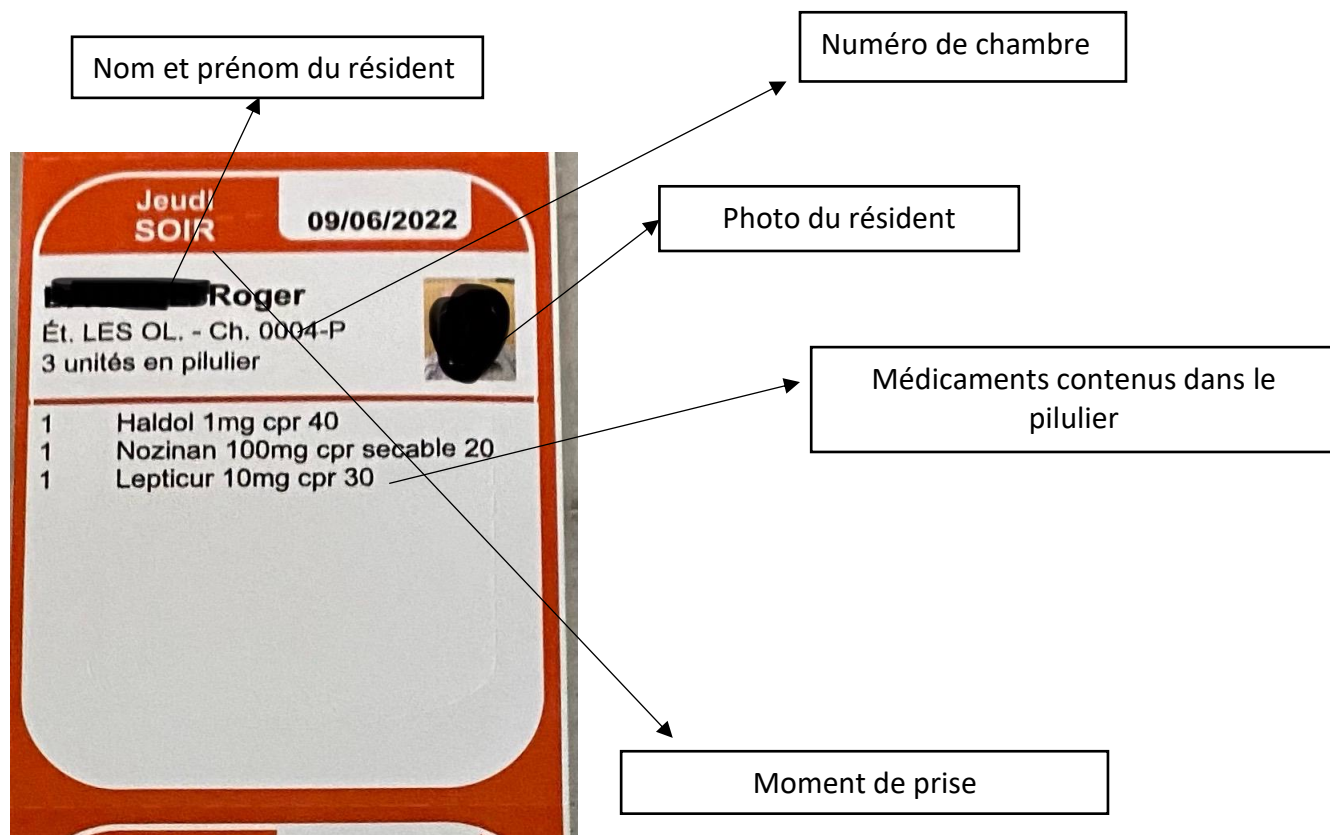 Nom et prénom du résident
Numéro de chambre
Jeudi
SOIR
09/06/2022
Photo du résident
Roger
Ét. LES OL. - Ch. 0004-P
3 unités en pilulier
Médicaments contenus dans le
pilulier
1 Haldol 1mg cpr 40
1 Nozinan 100mg cpr secable 20
1 Lepticur 10mg cpr 30
Moment de prise